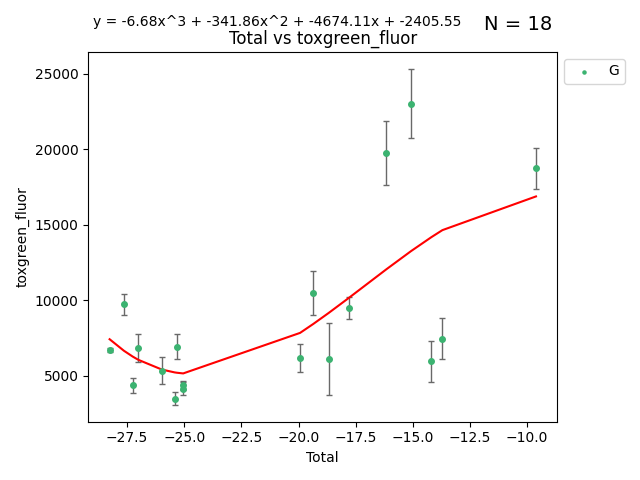 y = -6.68x^3 + -341.86x^2 + -4674.11x + -2405.55
N = 18
Total vs toxgreen_fluor
G
25000
20000
15000
10000
5000
toxgreen_fluor
−27.5 −25.0 −22.5 −20.0 −17.5 −15.0 −12.5 −10.0
Total